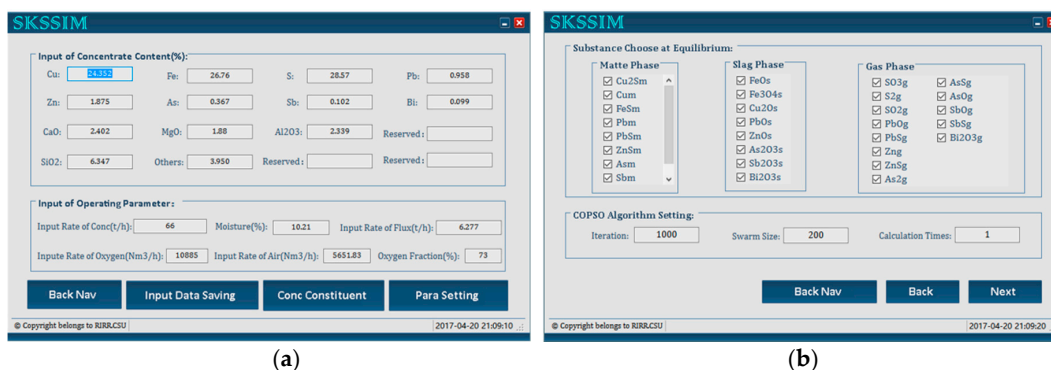 SKSSIM
Input of Concentrate Content(%):
Cu: 24.352 Fe: 26.76 S: 28.57 Pb: 0.958
Zn: 1.875 As: 0.367 Sb: 0.102 Bi: 0.099
CaO: 2.402 MgO: 1.88 Al2O3: 2.339 Reserved:
SiO2: 6.347 Others: 3.950 Reserved: Reserved:
Input of Operating Parameter:
Input Rate of Conc(t/h): 66 Moisture(%): 10.21 Input Rate of Flux(t/h): 6.277
Inpute Rate of Oxygen(Nm3/h): 10885 Input Rate of Air(Nm3/h): 5651.83 Oxygen Fraction(%): 73
Back Nav Input Data Saving Conc Constituent Para Setting
© Copyright belongs to RIRR.CSU 2017-04-20 21:09:10
(a)
SKSSIM
Substance Choose at Equilibrium:
Matte Phase
Cu2Sm
Cum
FeSm
Pbm
PbSm
ZnSm
Asm
Sbm
Slag Phase
FeOs
Fe3O4s
Cu2Os
PbOs
ZnOs
As2O3s
Sb2O3s
Bi2O3s
Gas Phase
SO3g AsSg
S2g AsOg
SO2g SbOg
PbOg SbSg
PbSg Bi2O3g
Zng
ZnSg
As2g
COPSO Algorithm Setting:
Iteration: 1000 Swarm Size: 200 Calculation Times: 1
Back Nav Back Next
© Copyright belongs to RIRR.CSU 2017-04-20 21:09:20
(b)